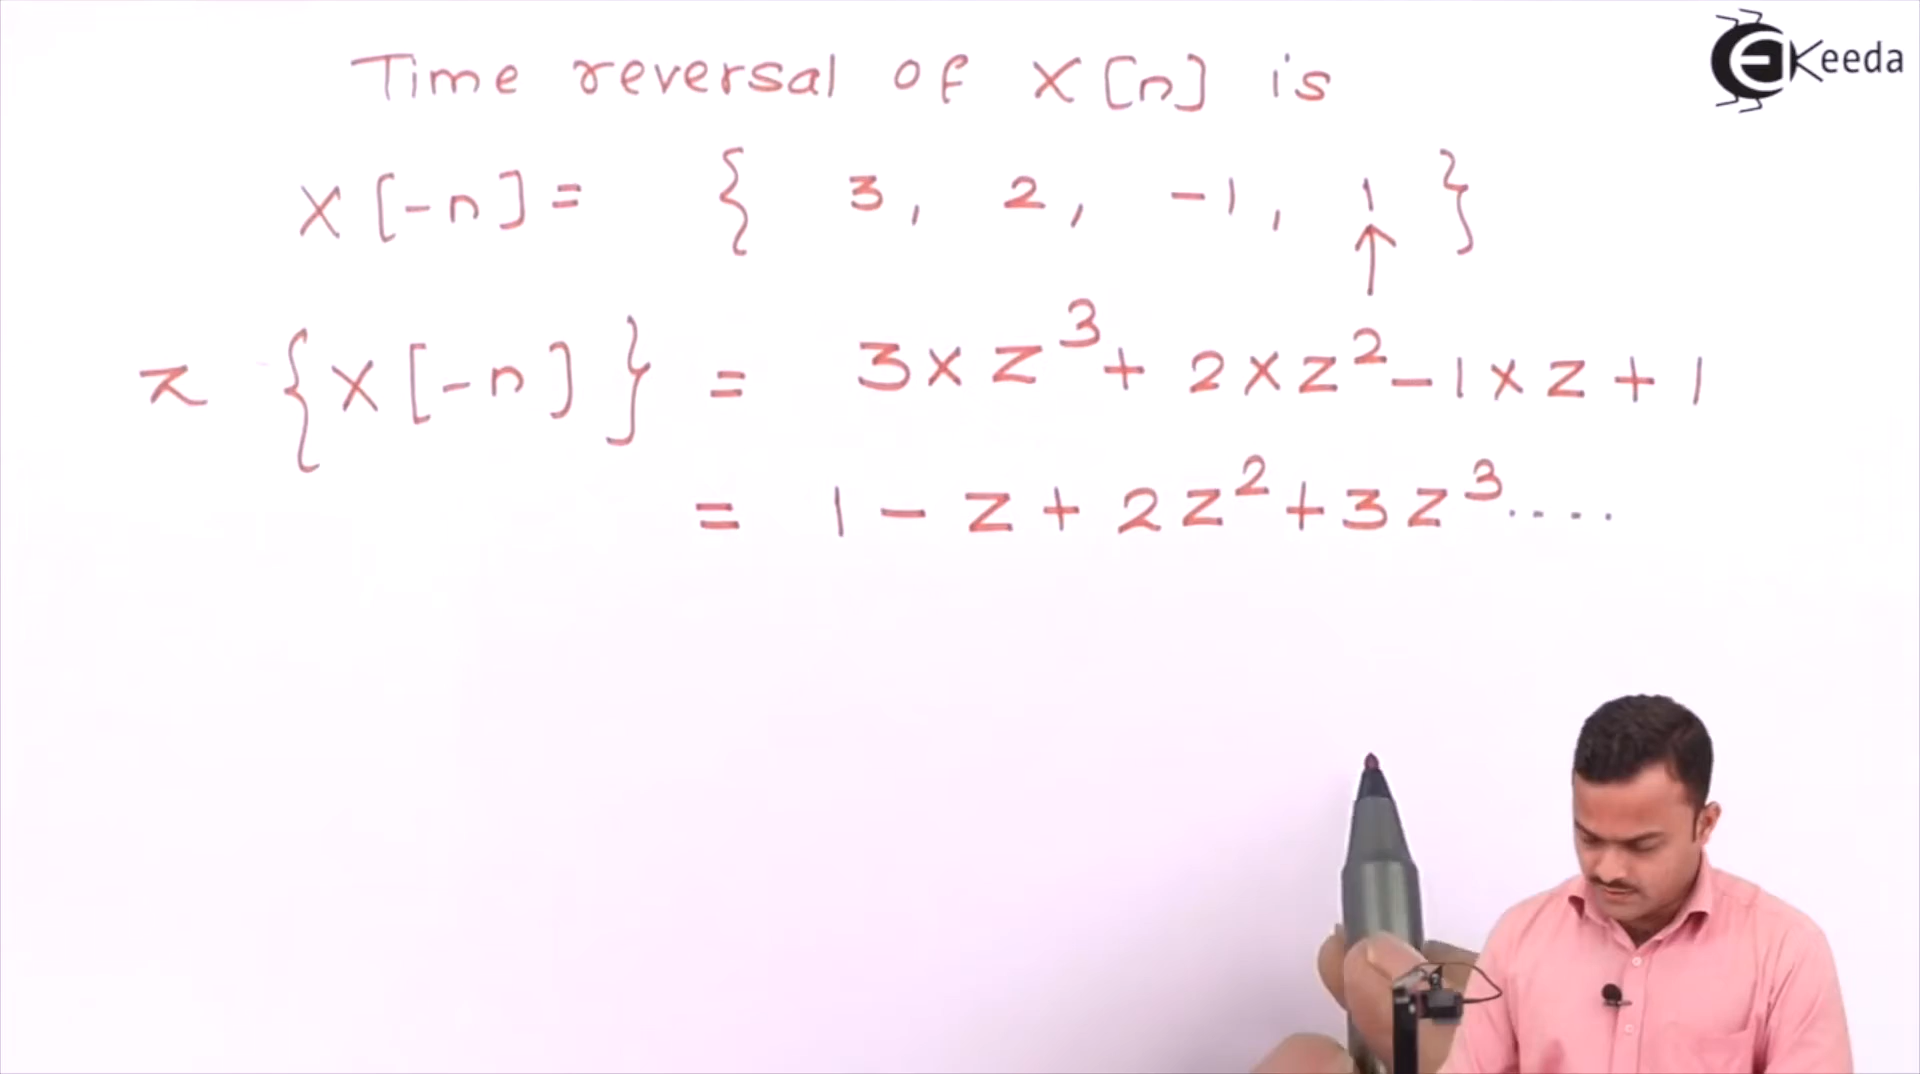 Time reversal of X[n] is
Keeda
X[-n] = { 3, 2, -1, 1 }
↑
z {X[-n]} = 3×z³ + 2×z² - 1×z + 1
= 1 - z + 2z² + 3z³ ....